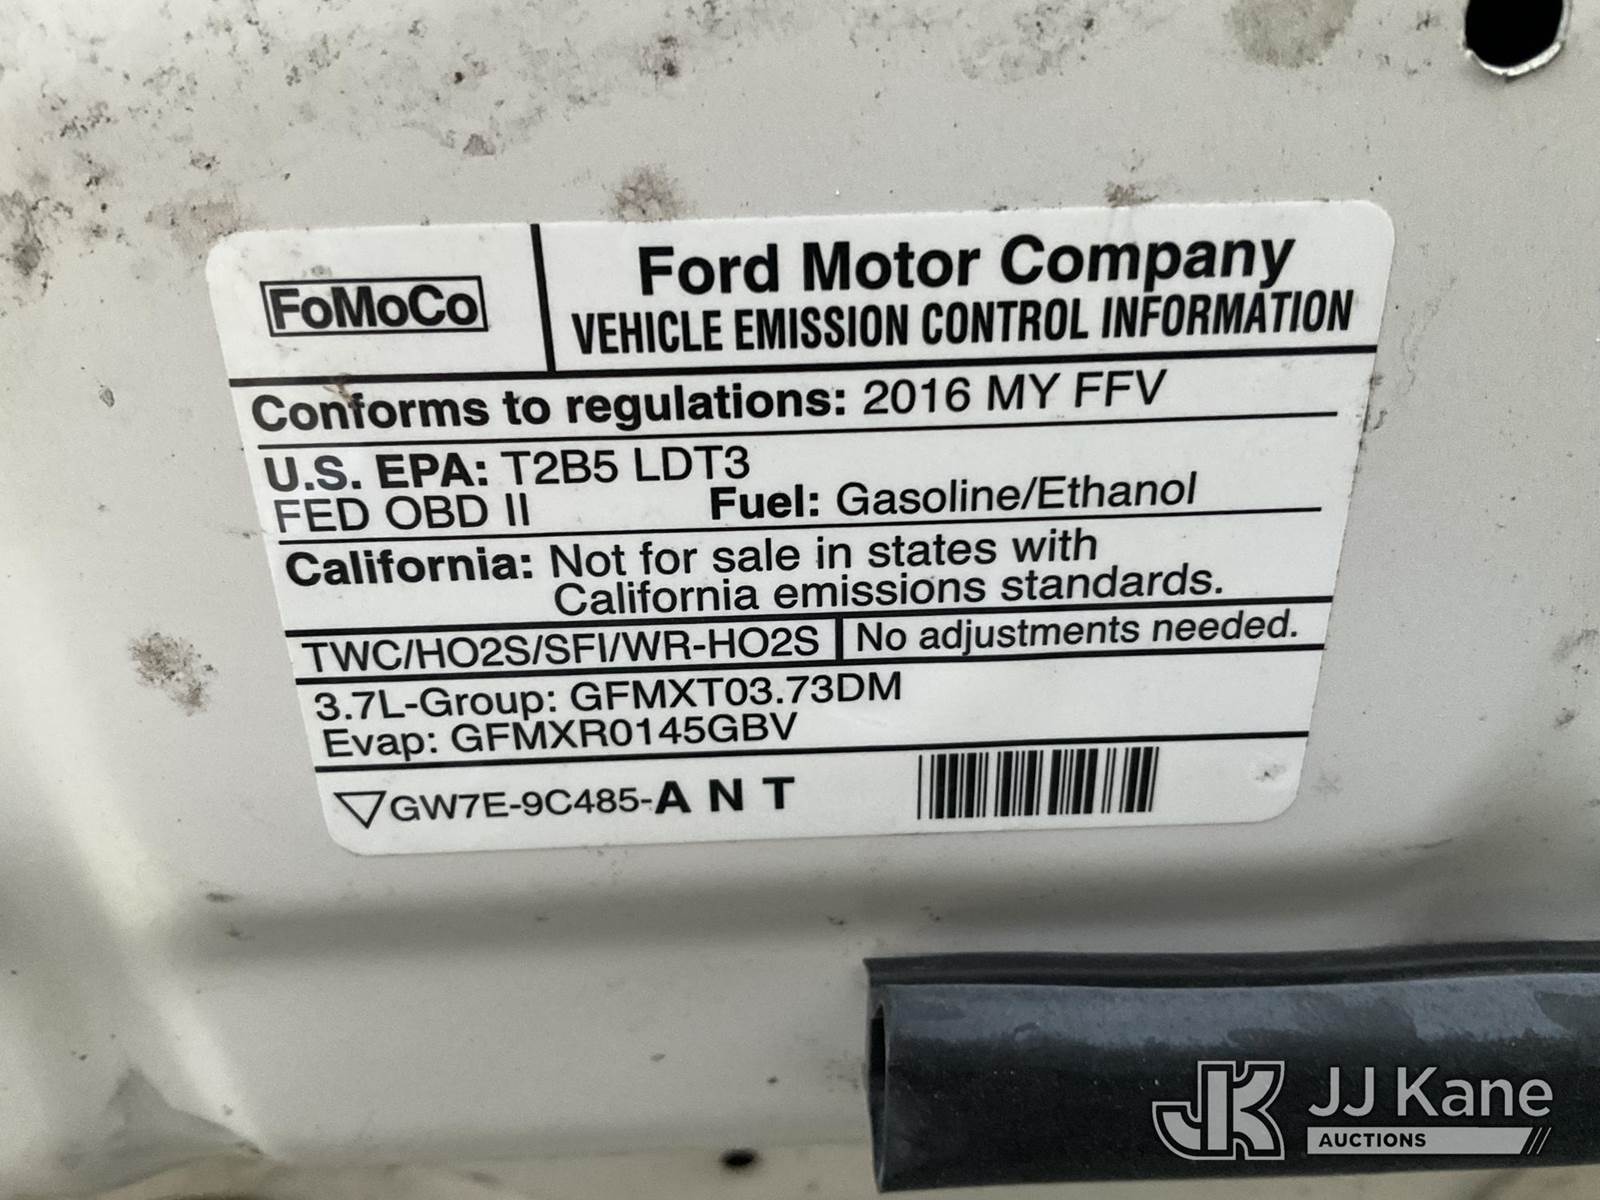 FoMoCo
Ford Motor Company
VEHICLE EMISSION CONTROL INFORMATION
Conforms to regulations: 2016 MY FFV
U.S. EPA: T2B5 LDT3
FED OBD II Fuel: Gasoline/Ethanol
California: Not for sale in states with
California emissions standards.
TWC/HO2S/SFI/WR-HO2S No adjustments needed.
3.7L-Group: GFMXT03.73DM
Evap: GFMXR0145GBV
GW7E-9C485-A N T
JK JJ Kane
AUCTIONS